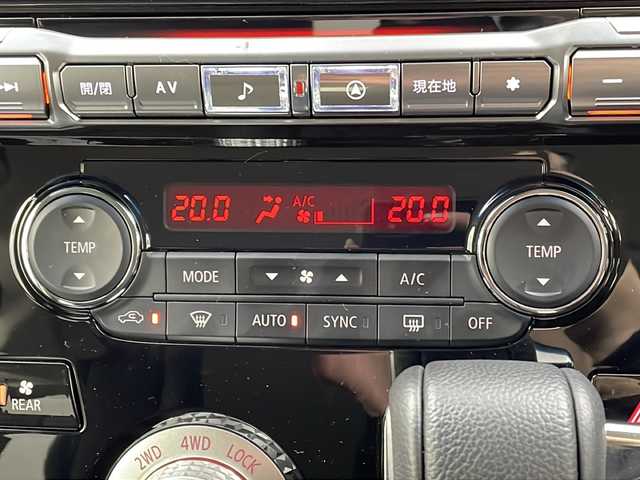 開/閉 AV 現在地
20.0 A/C 20.0
TEMP TEMP
MODE A/C
AUTO SYNC OFF
REAR
2WD 4WD LOCK